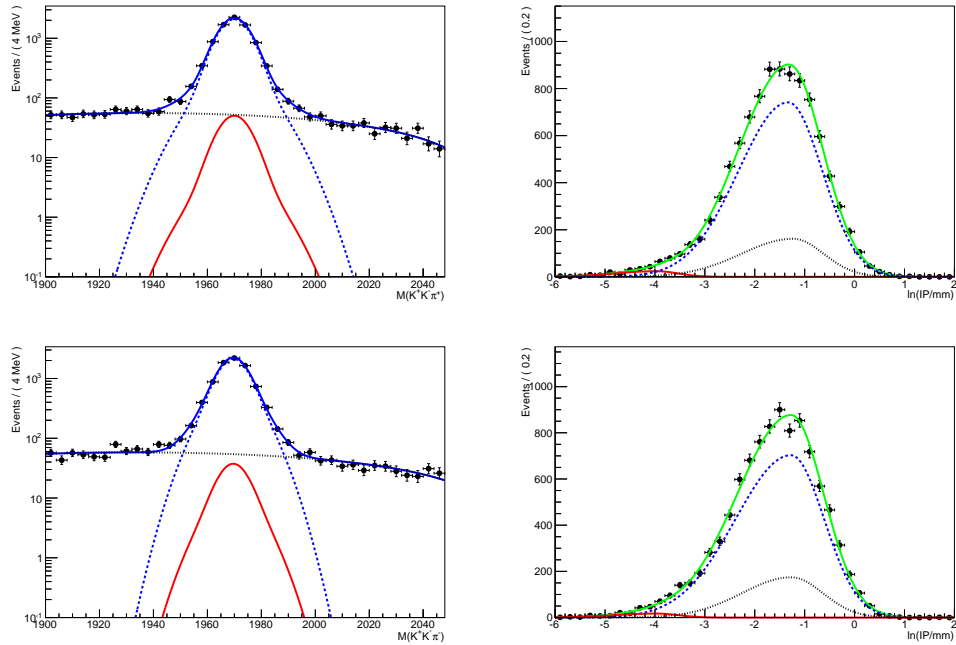 Events / ( 4 MeV )
10³
10²
10
1
10⁻¹
1900 1920 1940 1960 1980 2000 2020 2040
M(K⁺K⁻π⁺)
Events / ( 0.2 )
1000
800
600
400
200
0
-6 -5 -4 -3 -2 -1 0 1 2
ln(IP/mm)
Events / ( 4 MeV )
10³
10²
10
1
10⁻¹
1900 1920 1940 1960 1980 2000 2020 2040
M(K⁺K⁻π⁻)
Events / ( 0.2 )
1000
800
600
400
200
0
-6 -5 -4 -3 -2 -1 0 1 2
ln(IP/mm)